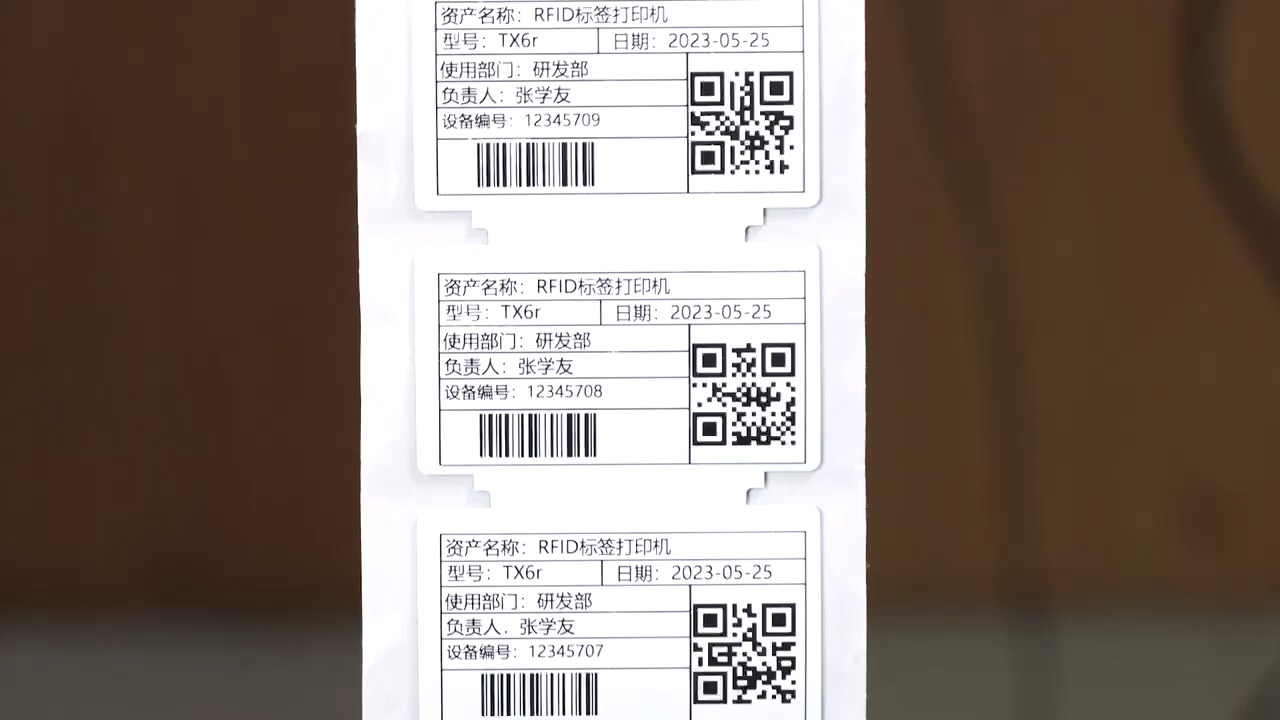 资产名称：RFID标签打印机
型号：TX6r 日期：2023-05-25
使用部门：研发部
负责人：张学友
设备编号：12345709
资产名称：RFID标签打印机
型号：TX6r 日期：2023-05-25
使用部门：研发部
负责人：张学友
设备编号：12345708
资产名称：RFID标签打印机
型号：TX6r 日期：2023-05-25
使用部门：研发部
负责人．张学友
设备编号：12345707